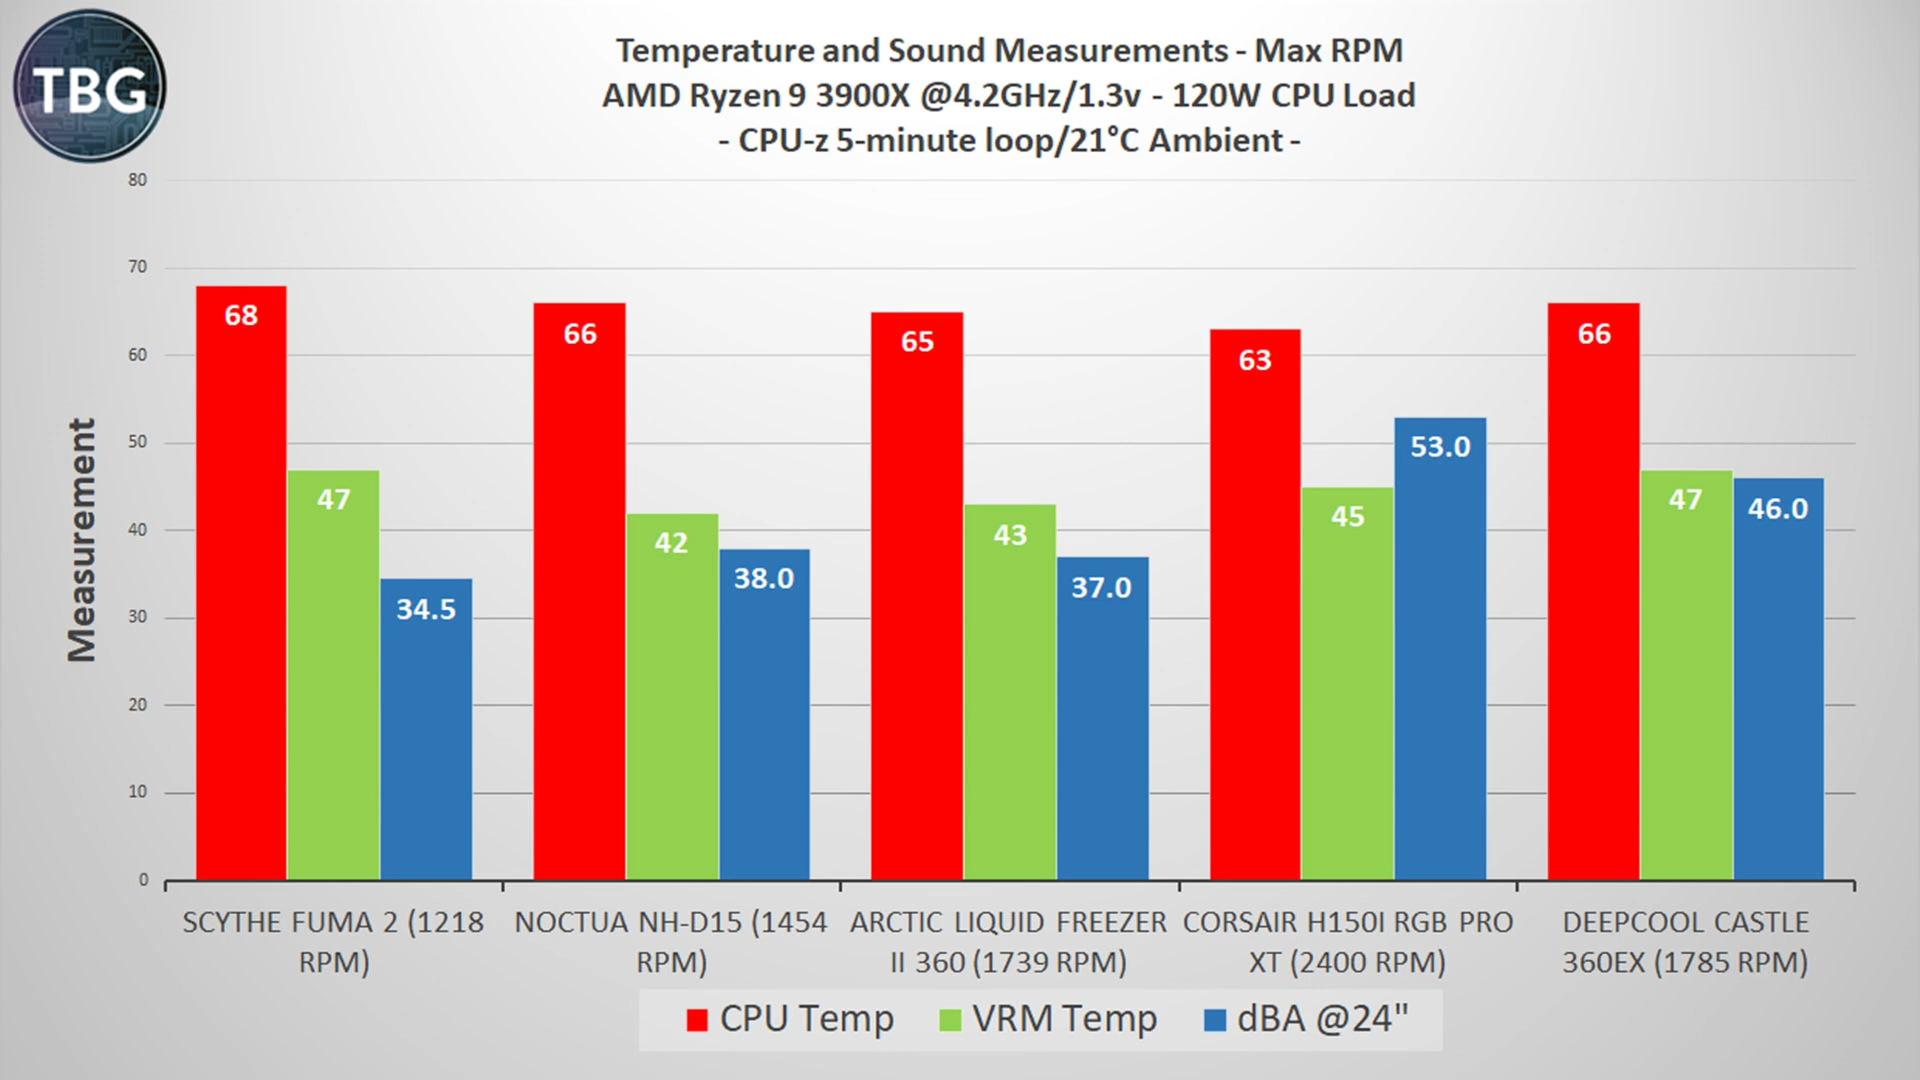 TBG
Temperature and Sound Measurements - Max RPM
AMD Ryzen 9 3900X @4.2GHz/1.3v - 120W CPU Load
- CPU-z 5-minute loop/21°C Ambient -
Measurement
80
70
60
50
40
30
20
10
0
68
47
34.5
66
42
38.0
65
43
37.0
63
45
53.0
66
47
46.0
SCYTHE FUMA 2 (1218
RPM)
NOCTUA NH-D15 (1454
RPM)
ARCTIC LIQUID FREEZER
II 360 (1739 RPM)
CORSAIR H150I RGB PRO
XT (2400 RPM)
DEEPCOOL CASTLE
360EX (1785 RPM)
CPU Temp
VRM Temp
dBA @24"